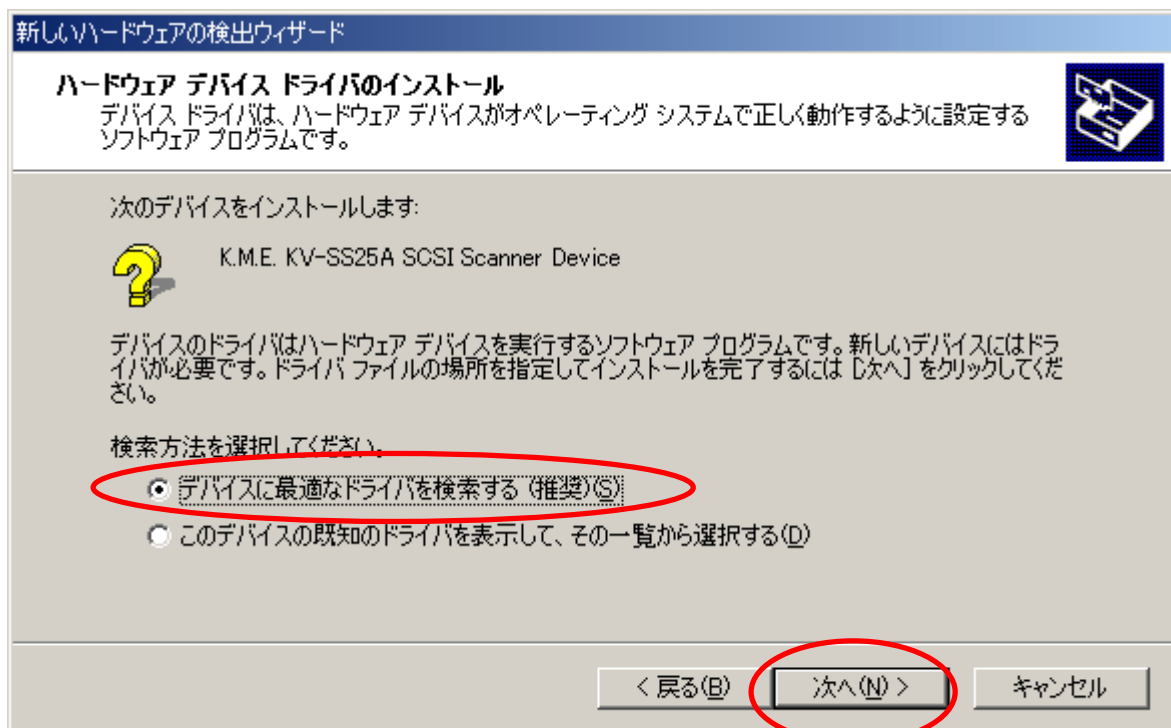 新しいハードウェアの検出ウィザード
ハードウェア デバイス ドライバのインストール
デバイス ドライバは、ハードウェア デバイスがオペレーティング システムで正しく動作するように設定する
ソフトウェア プログラムです。
次のデバイスをインストールします:
K.M.E. KV-SS25A SCSI Scanner Device
デバイスのドライバはハードウェア デバイスを実行するソフトウェア プログラムです。新しいデバイスにはドラ
イバが必要です。ドライバ ファイルの場所を指定してインストールを完了するには [次へ] をクリックしてくだ
さい。
検索方法を選択してください。
デバイスに最適なドライバを検索する (推奨)(S)
このデバイスの既知のドライバを表示して、その一覧から選択する(D)
< 戻る(B) 次へ(N) > キャンセル